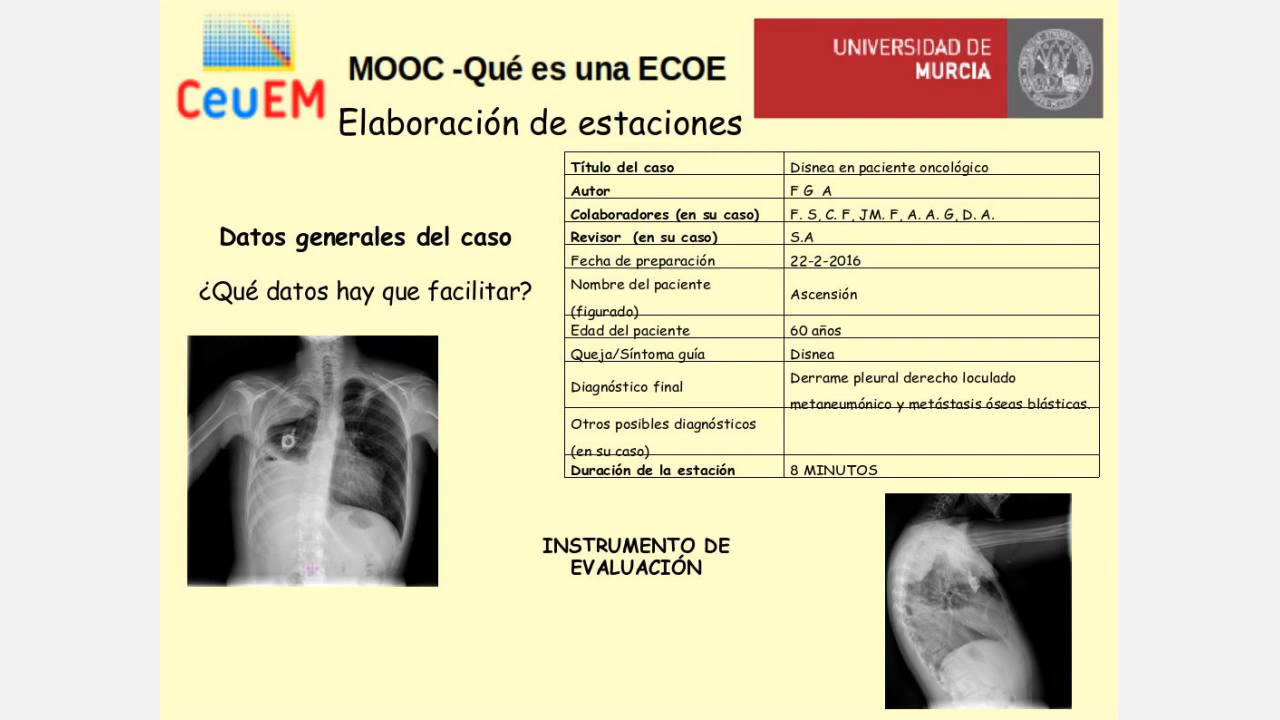 CeuEM
MOOC -Qué es una ECOE
UNIVERSIDAD DE
MURCIA
Elaboración de estaciones
Datos generales del caso
¿Qué datos hay que facilitar?
Título del caso Disnea en paciente oncológico
Autor F G A
Colaboradores (en su caso) F. S, C. F, JM. F, A. A. G, D. A.
Revisor (en su caso) S.A
Fecha de preparación 22-2-2016
Nombre del paciente
(figurado) Ascensión
Edad del paciente 60 años
Queja/Síntoma guía Disnea
Diagnóstico final Derrame pleural derecho loculado
metaneumónico y metástasis óseas blásticas.
Otros posibles diagnósticos
(en su caso)
Duración de la estación 8 MINUTOS
INSTRUMENTO DE
EVALUACIÓN